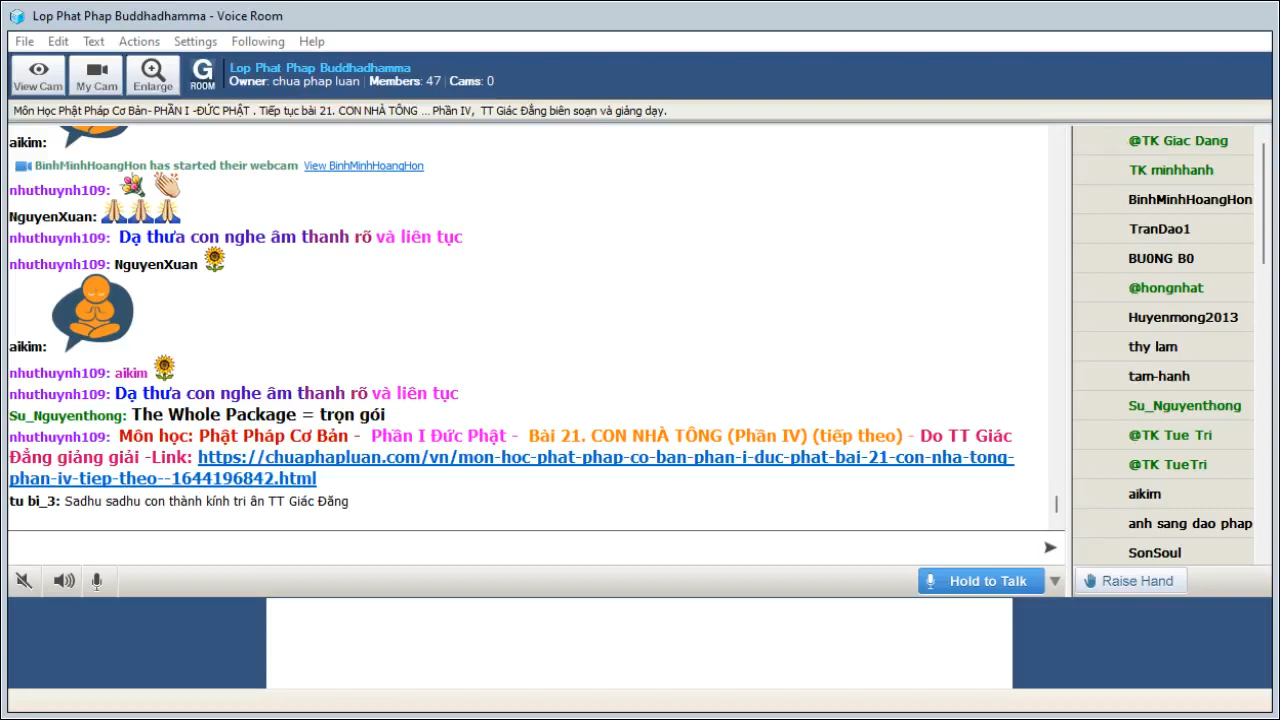 Lop Phat Phap Buddhadhamma - Voice Room
File Edit Text Actions Settings Following Help
View Cam My Cam Enlarge G ROOM
Lop Phat Phap Buddhadhamma
Owner: chua phap luan Members: 47 Cams: 0
Môn Học Phật Pháp Cơ Bản- PHẦN I -ĐỨC PHẬT . Tiếp tục bài 21. CON NHÀ TÔNG ... Phần IV, TT Giác Đẳng biên soạn và giảng dạy.
aikim:
BinhMinhHoangHon has started their webcam View BinhMinhHoangHon
nhuthuynh109:
NguyenXuan:
nhuthuynh109: Dạ thưa con nghe âm thanh rõ và liên tục
nhuthuynh109: NguyenXuan
aikim:
nhuthuynh109: aikim
nhuthuynh109: Dạ thưa con nghe âm thanh rõ và liên tục
Su_Nguyenthong: The Whole Package = trọn gói
nhuthuynh109: Môn học: Phật Pháp Cơ Bản - Phần I Đức Phật - Bài 21. CON NHÀ TÔNG (Phần IV) (tiếp theo) - Do TT Giác
Đẳng giảng giải -Link: https://chuaphapluan.com/vn/mon-hoc-phat-phap-co-ban-phan-i-duc-phat-bai-21-con-nha-tong-
phan-iv-tiep-theo--1644196842.html
tu bi_3: Sadhu sadhu con thành kính tri ân TT Giác Đăng
@TK Giac Dang
TK minhhanh
BinhMinhHoangHon
TranDao1
BU0NG B0
@hongnhat
Huyenmong2013
thy lam
tam-hanh
Su_Nguyenthong
@TK Tue Tri
@TK TueTri
aikim
anh sang dao phap
SonSoul
Hold to Talk
Raise Hand